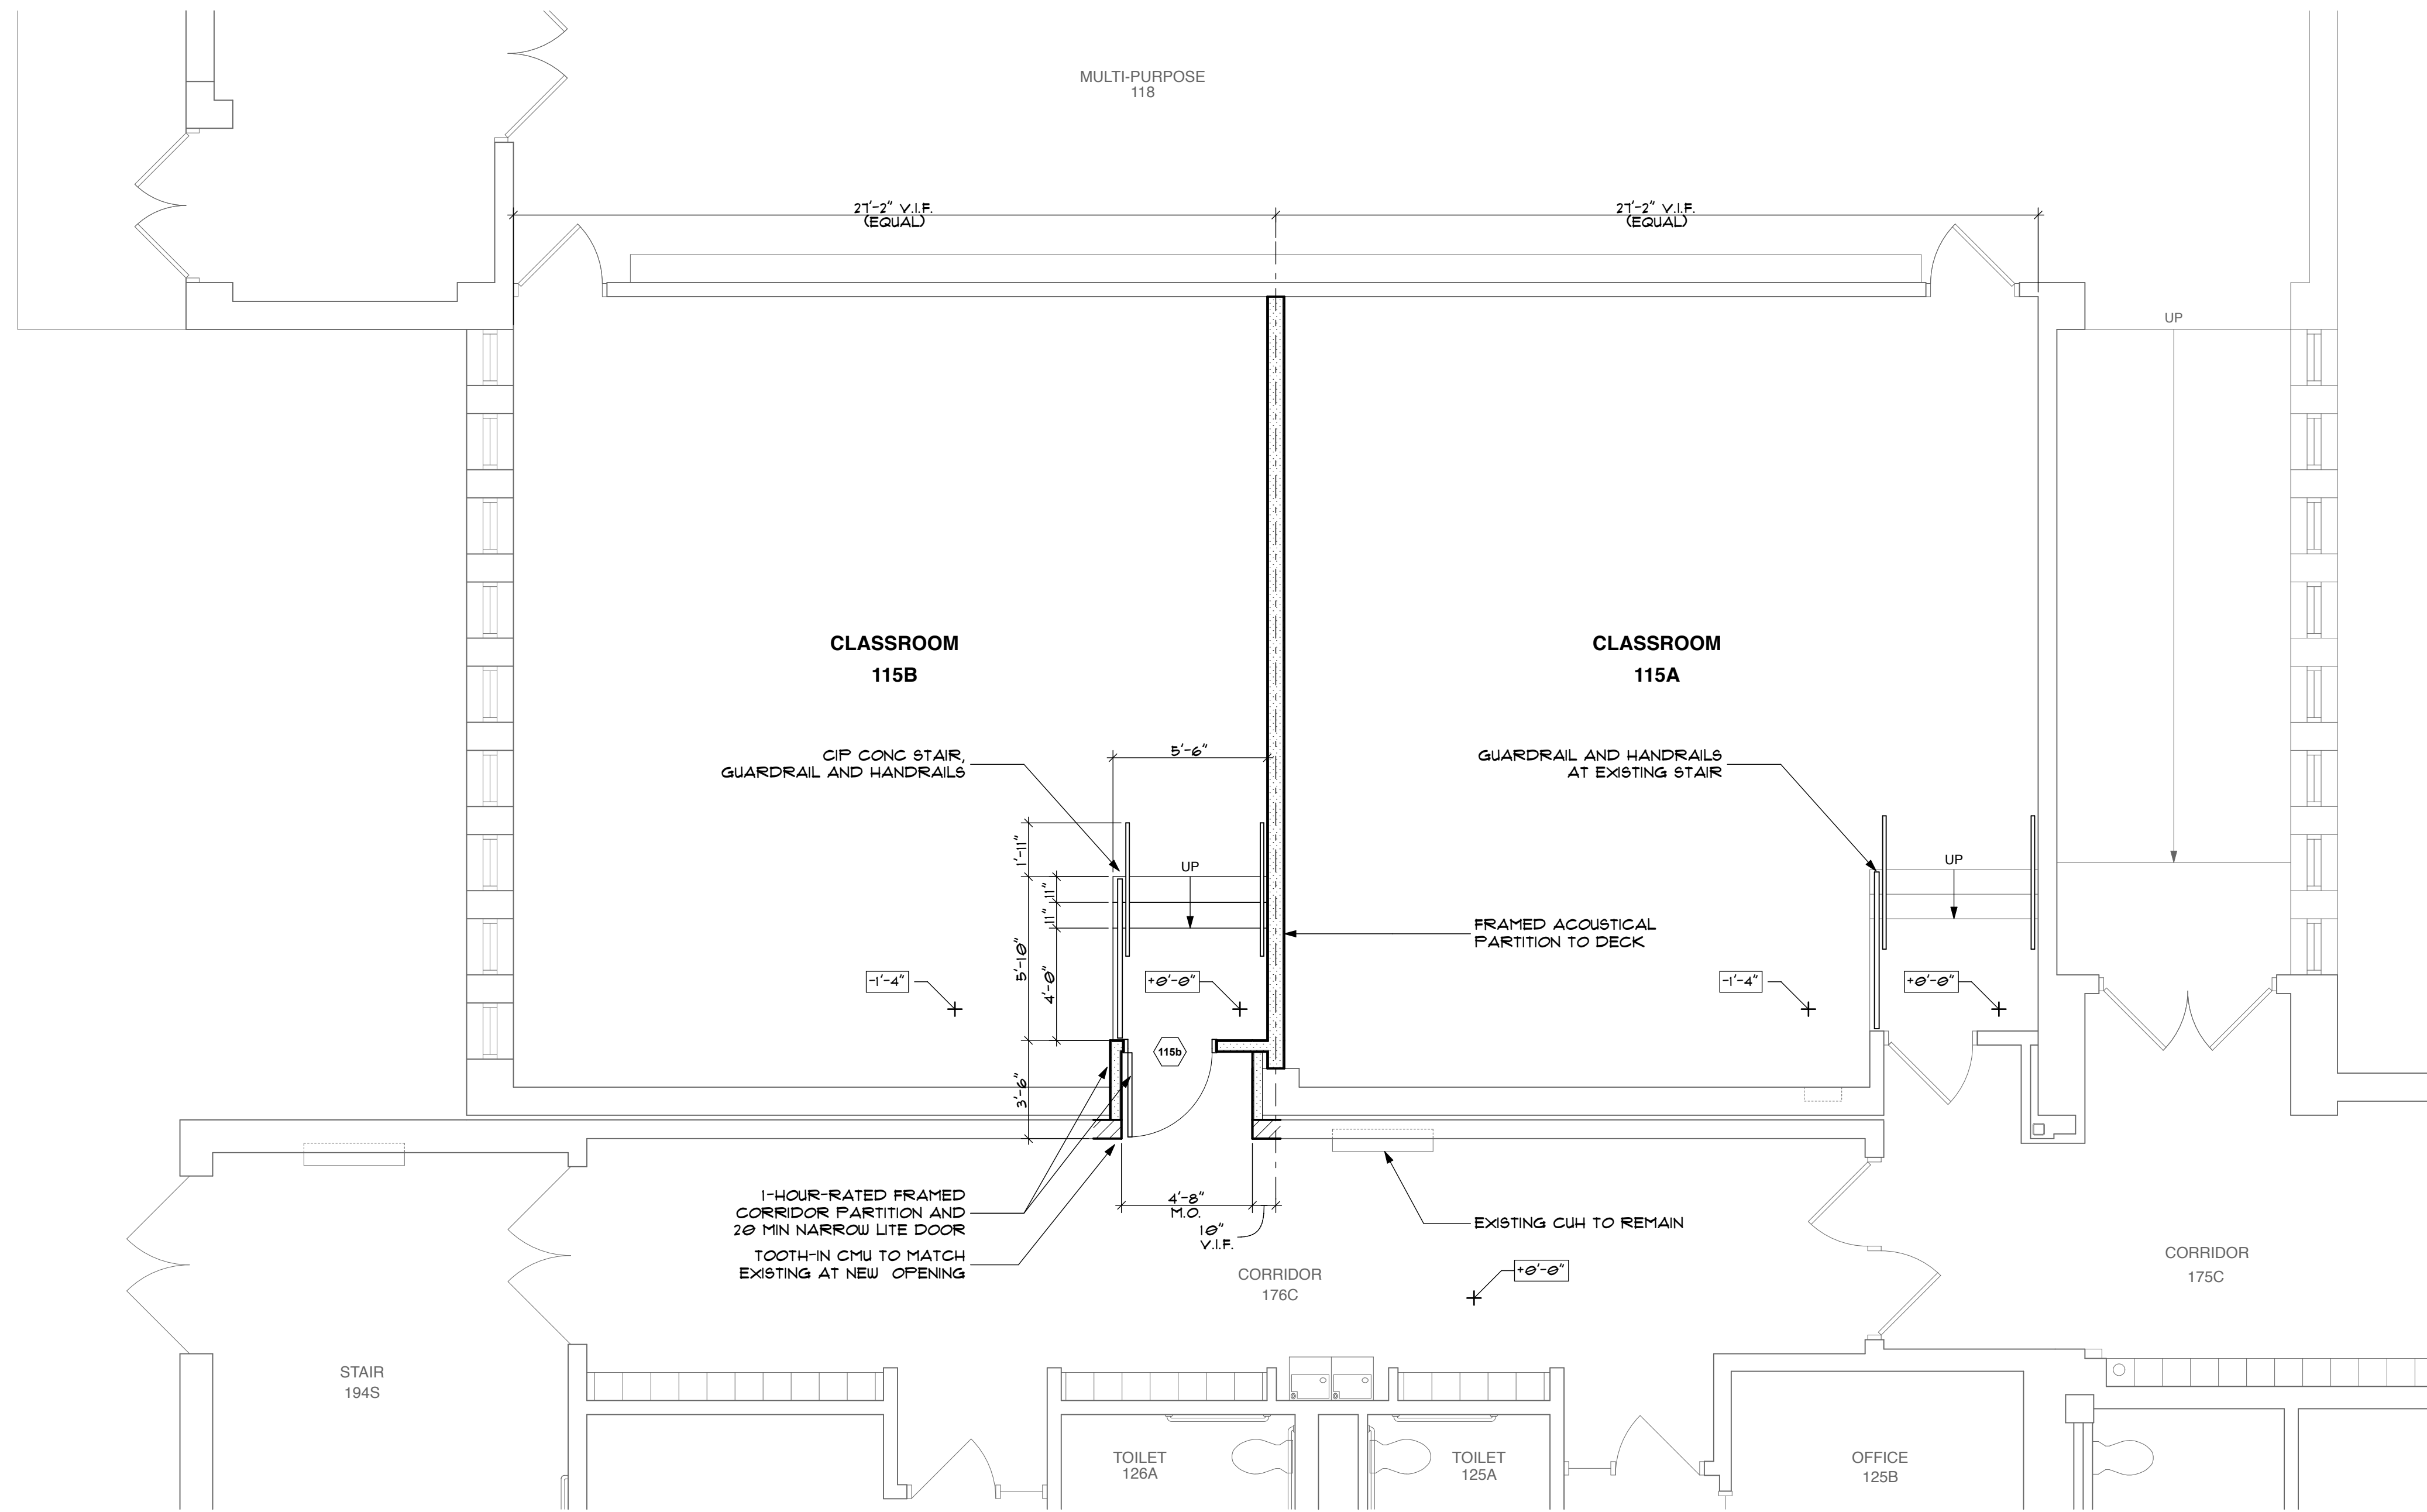 MULTI-PURPOSE
118
27'-2" V.I.F.
(EQUAL)
27'-2" V.I.F.
(EQUAL)
UP
CLASSROOM
115B
CLASSROOM
115A
CIP CONC STAIR,
GUARDRAIL AND HANDRAILS
5'-6"
GUARDRAIL AND HANDRAILS
AT EXISTING STAIR
1'-11"
UP
UP
11"
11"
5'-10"
4'-0"
FRAMED ACOUSTICAL
PARTITION TO DECK
-1'-4"
+0'-0"
-1'-4"
+0'-0"
115b
3'-6"
1-HOUR-RATED FRAMED
CORRIDOR PARTITION AND
20 MIN NARROW LITE DOOR
TOOTH-IN CMU TO MATCH
EXISTING AT NEW OPENING
4'-8"
M.O.
10"
V.I.F.
EXISTING CUH TO REMAIN
+0'-0"
CORRIDOR
176C
CORRIDOR
175C
STAIR
194S
TOILET
126A
TOILET
125A
OFFICE
125B